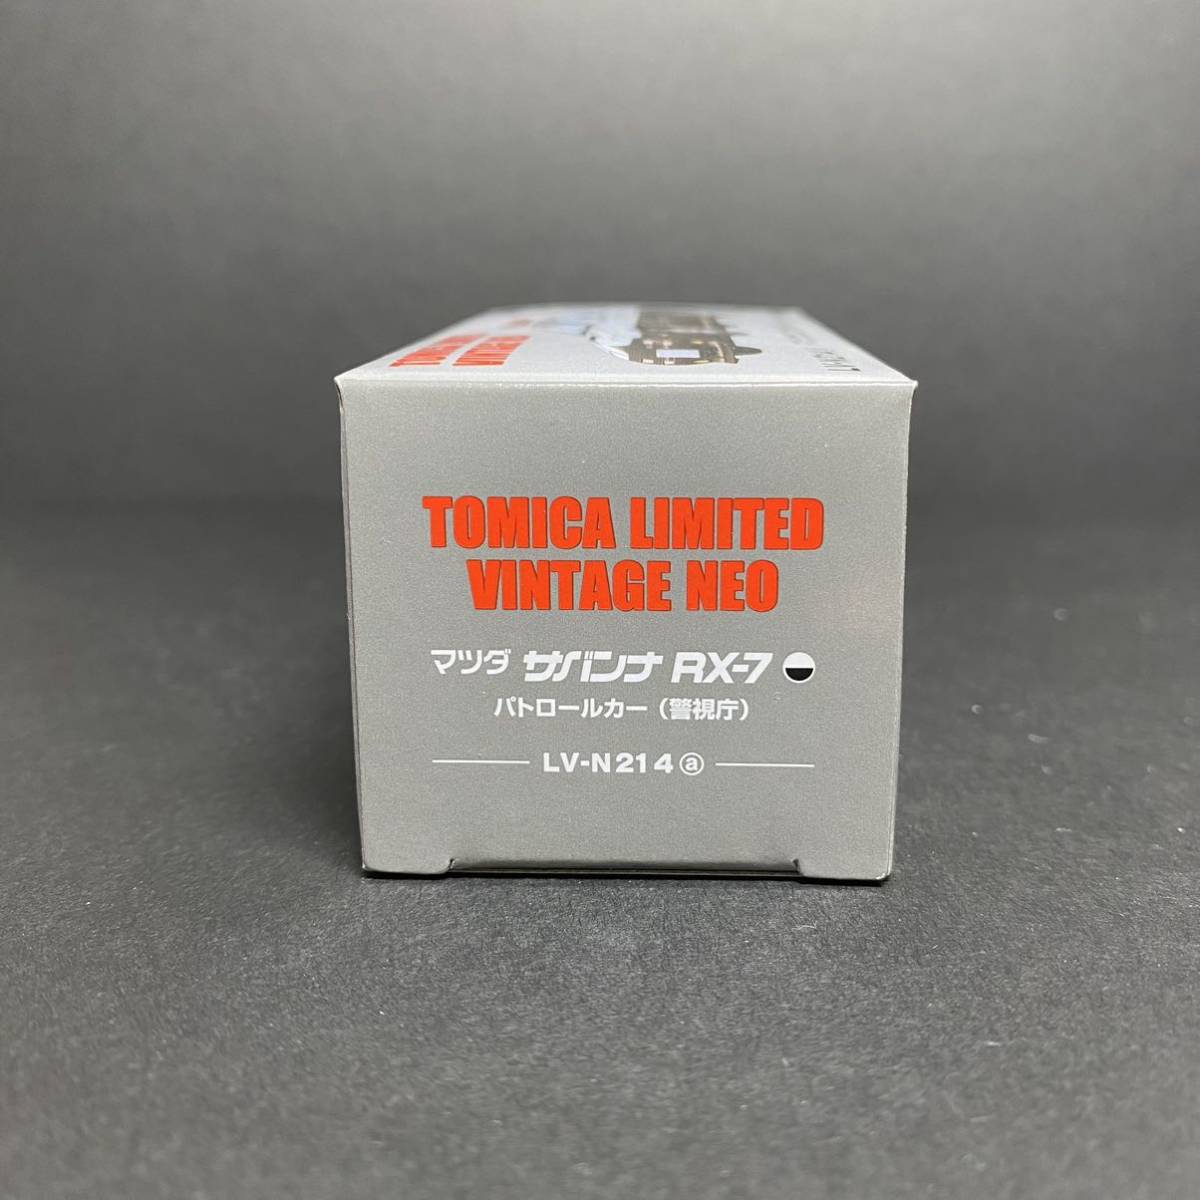 TOMICA LIMITED
VINTAGE NEO
マツダ サバンナ RX-7
パトロールカー（警視庁）
LV-N214ⓐ